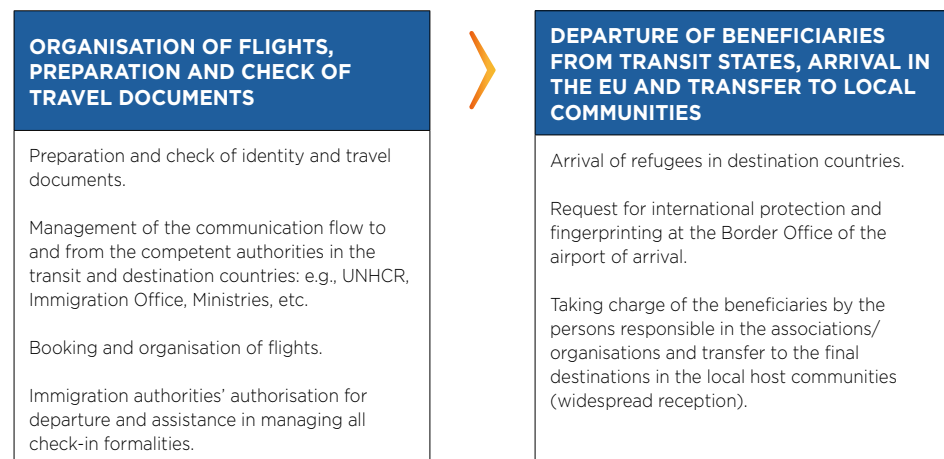 ORGANISATION OF FLIGHTS,
PREPARATION AND CHECK OF
TRAVEL DOCUMENTS
Preparation and check of identity and travel
documents.
Management of the communication flow to
and from the competent authorities in the
transit and destination countries: e.g., UNHCR,
Immigration Office, Ministries, etc.
Booking and organisation of flights.
Immigration authorities’ authorisation for
departure and assistance in managing all
check-in formalities.
DEPARTURE OF BENEFICIARIES
FROM TRANSIT STATES, ARRIVAL IN
THE EU AND TRANSFER TO LOCAL
COMMUNITIES
Arrival of refugees in destination countries.
Request for international protection and
fingerprinting at the Border Office of the
airport of arrival.
Taking charge of the beneficiaries by the
persons responsible in the associations/
organisations and transfer to the final
destinations in the local host communities
(widespread reception).